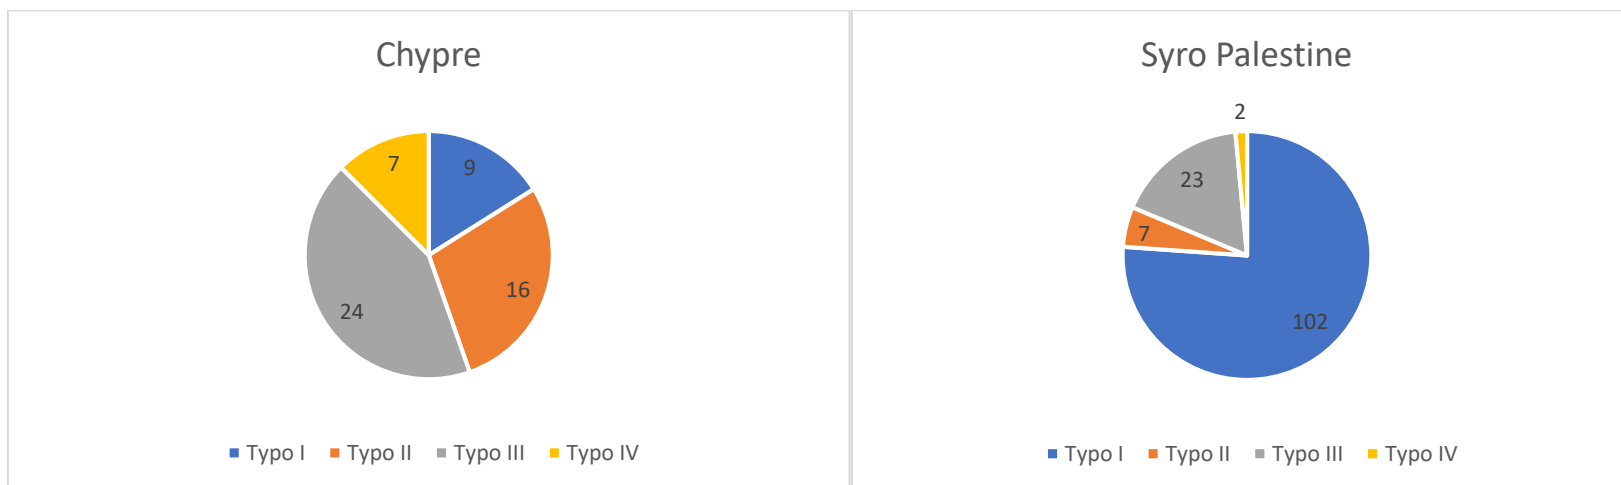 Chypre
7
9
16
24
Typo I Typo II Typo III Typo IV
Syro Palestine
2
23
7
102
Typo I Typo II Typo III Typo IV